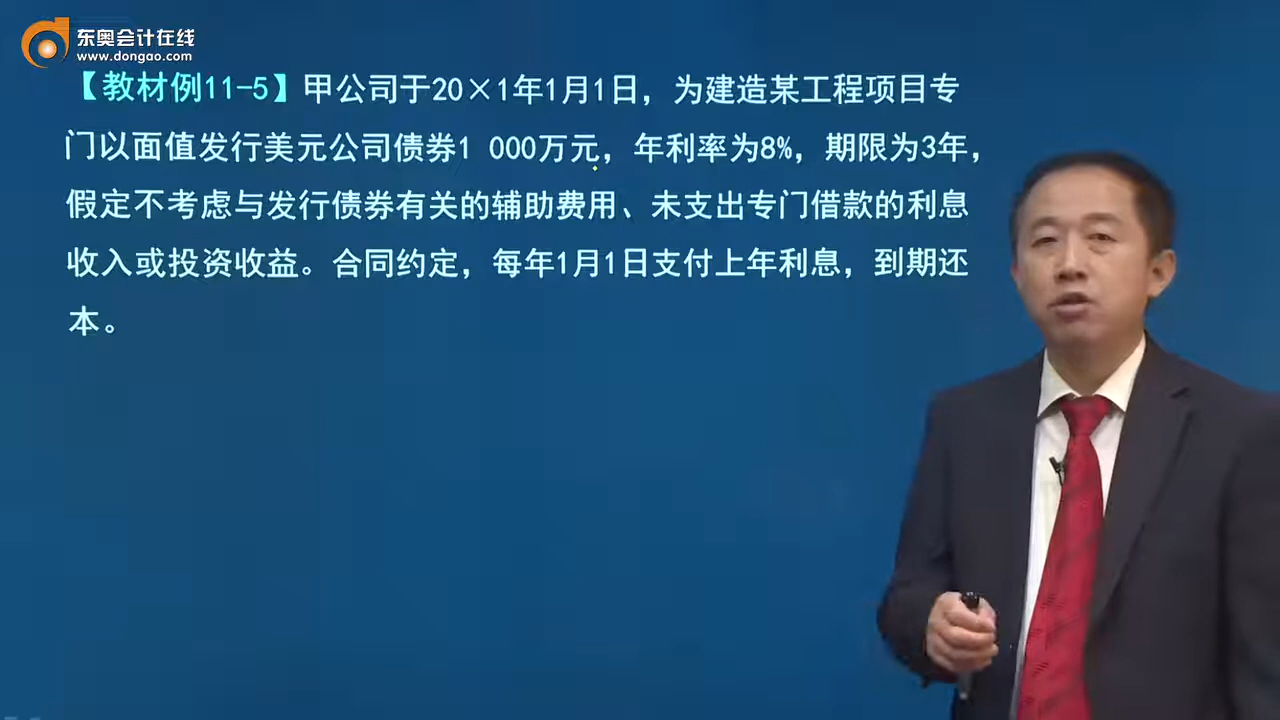 东奥会计在线
www.dongao.com
【教材例11-5】甲公司于20×1年1月1日，为建造某工程项目专
门以面值发行美元公司债券1 000万元，年利率为8%，期限为3年，
假定不考虑与发行债券有关的辅助费用、未支出专门借款的利息
收入或投资收益。合同约定，每年1月1日支付上年利息，到期还
本。